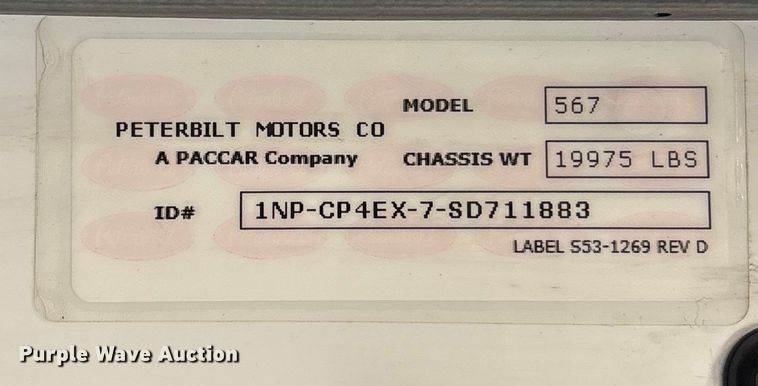 MODEL 567
PETERBILT MOTORS CO
A PACCAR Company CHASSIS WT 19975 LBS
ID# 1NP-CP4EX-7-SD711883
LABEL S53-1269 REV D
Purple Wave Auction